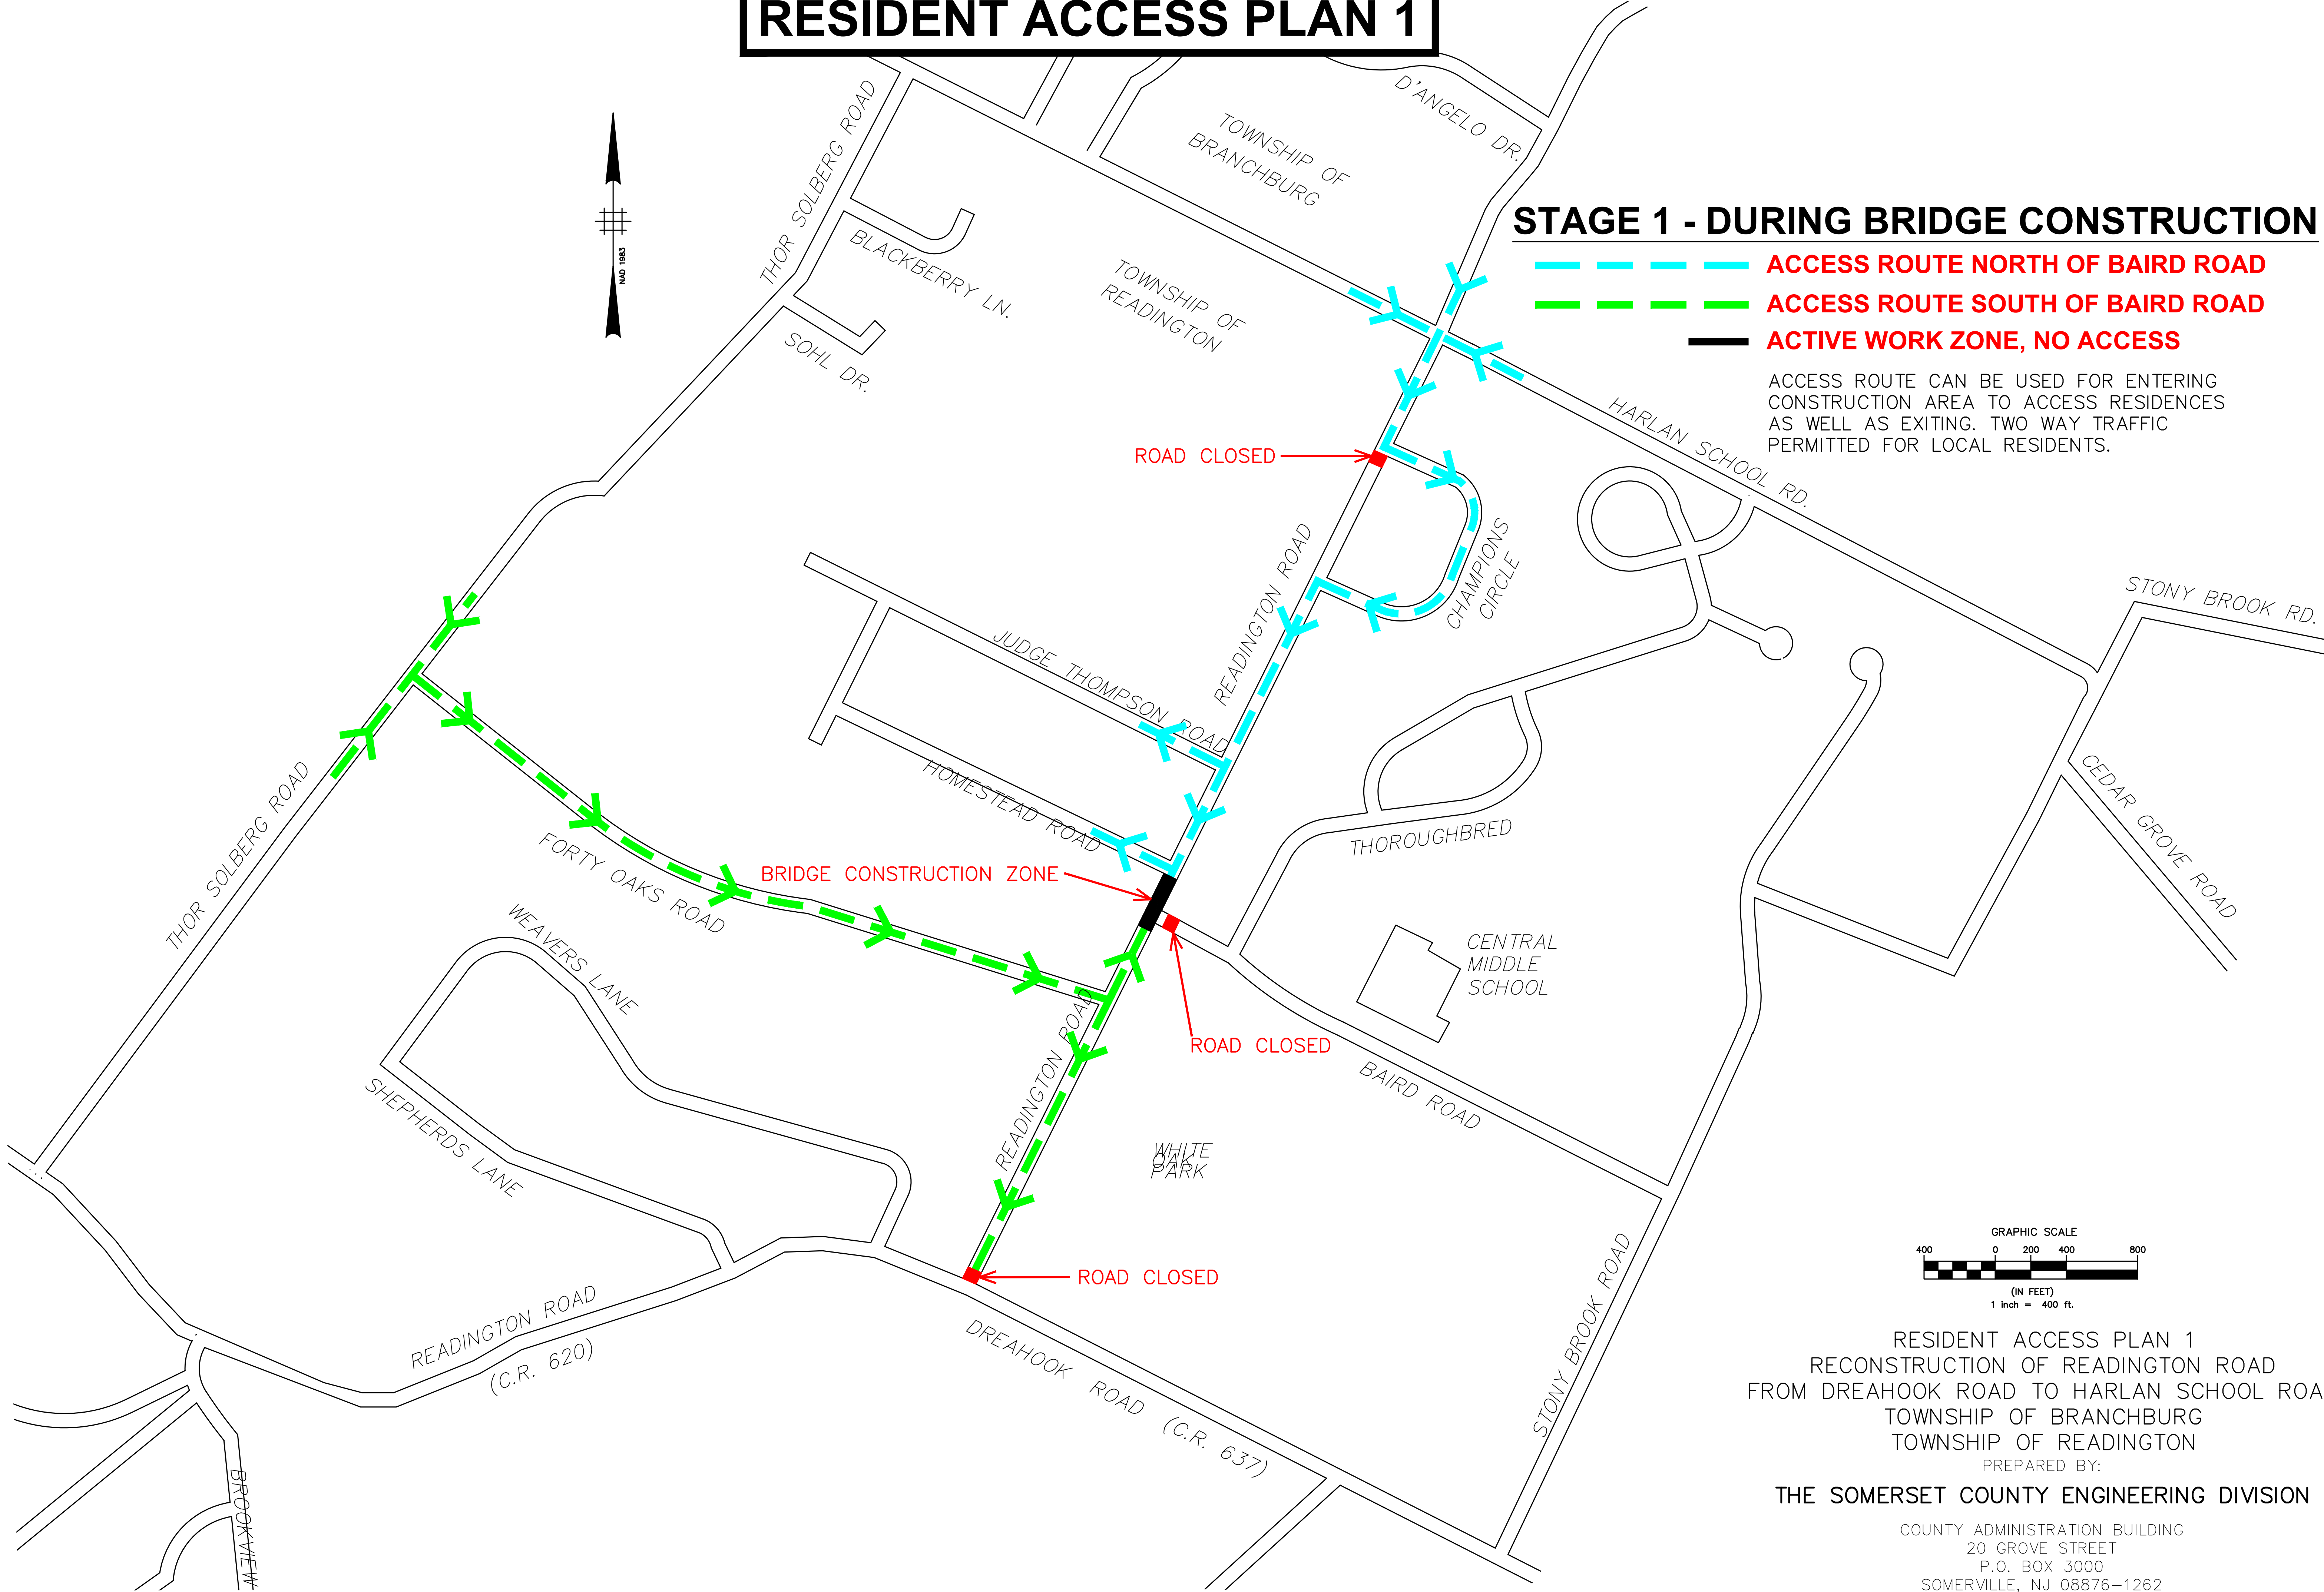 RESIDENT ACCESS PLAN 1
D'ANGELO DR.
TOWNSHIP OF
BRANCHBURG
THOR SOLBERG ROAD
NAD 1983
BLACKBERRY LN.
TOWNSHIP OF
READINGTON
SOHL DR.
STAGE 1 - DURING BRIDGE CONSTRUCTION
ACCESS ROUTE NORTH OF BAIRD ROAD
ACCESS ROUTE SOUTH OF BAIRD ROAD
ACTIVE WORK ZONE, NO ACCESS
ACCESS ROUTE CAN BE USED FOR ENTERING
CONSTRUCTION AREA TO ACCESS RESIDENCES
AS WELL AS EXITING. TWO WAY TRAFFIC
PERMITTED FOR LOCAL RESIDENTS.
HARLAN SCHOOL RD.
ROAD CLOSED
CHAMPIONS
CIRCLE
READINGTON ROAD
STONY BROOK RD.
JUDGE THOMPSON ROAD
HOMESTEAD ROAD
CEDAR GROVE ROAD
THOROUGHBRED
THOR SOLBERG ROAD
FORTY OAKS ROAD
BRIDGE CONSTRUCTION ZONE
WEAVERS LANE
CENTRAL
MIDDLE
SCHOOL
ROAD CLOSED
READINGTON ROAD
BAIRD ROAD
SHEPHERDS LANE
WHITE
OAK
PARK
ROAD CLOSED
READINGTON ROAD
(C.R. 620)
DREAHOOK ROAD (C.R. 637)
STONY BROOK ROAD
BROOKVIEW
GRAPHIC SCALE
400 0 200 400 800
(IN FEET)
1 inch = 400 ft.
RESIDENT ACCESS PLAN 1
RECONSTRUCTION OF READINGTON ROAD
FROM DREAHOOK ROAD TO HARLAN SCHOOL ROA
TOWNSHIP OF BRANCHBURG
TOWNSHIP OF READINGTON
PREPARED BY:
THE SOMERSET COUNTY ENGINEERING DIVISION
COUNTY ADMINISTRATION BUILDING
20 GROVE STREET
P.O. BOX 3000
SOMERVILLE, NJ 08876-1262